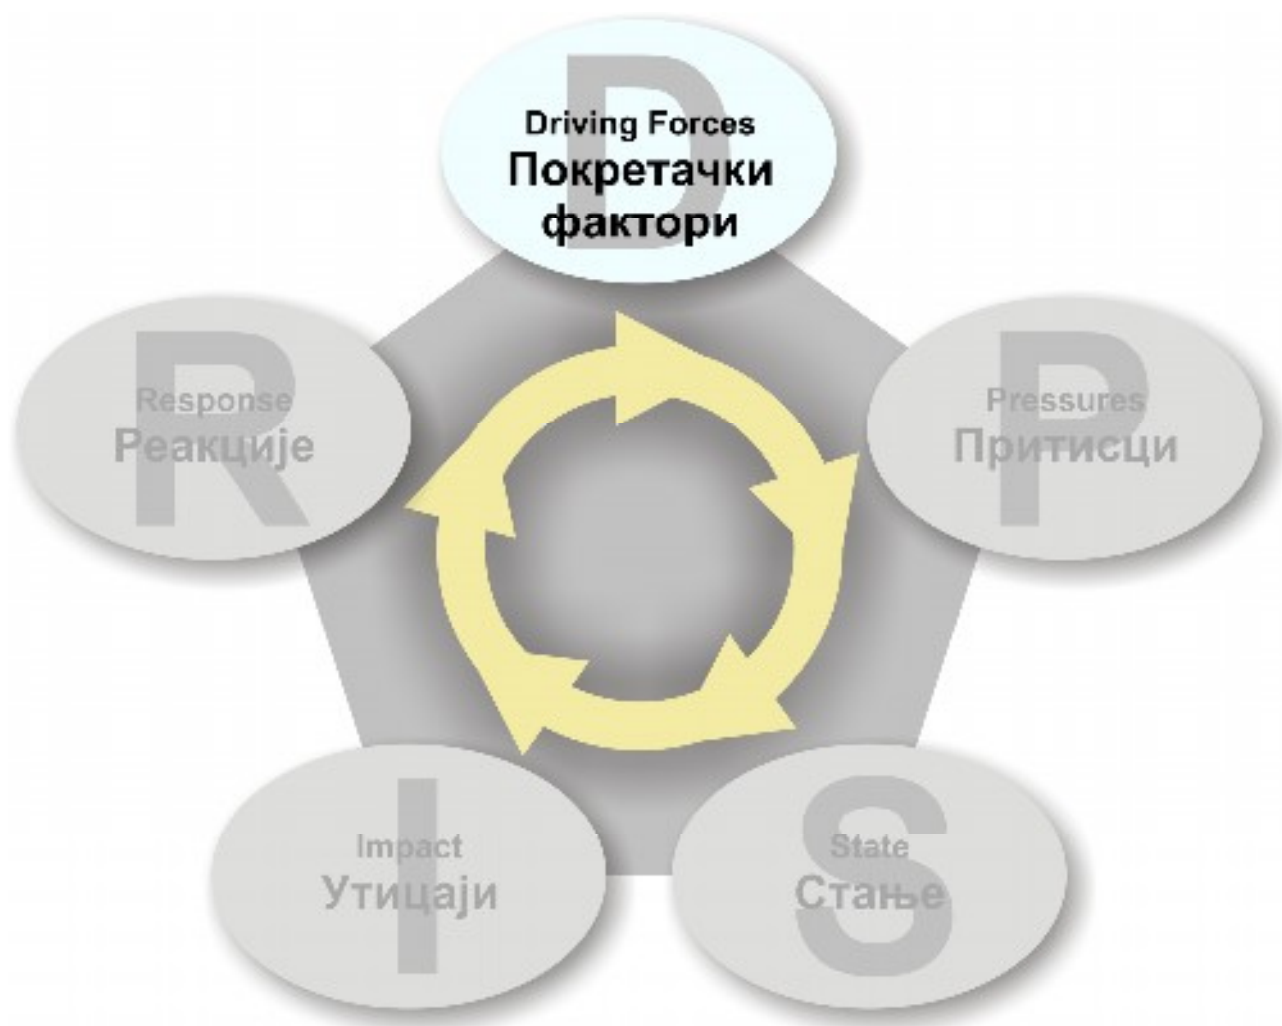 D
Driving Forces
Покретачки
фактори
R
Response
Реакције
P
Pressures
Притисци
I
Impact
Утицаји
S
State
Стање